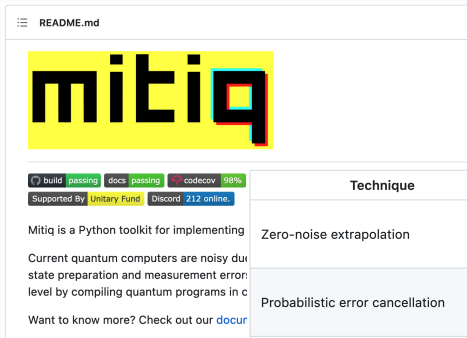 README.md
mitiq
build passing docs passing codecov 98%
Supported By Unitary Fund Discord 212 online.
Mitiq is a Python toolkit for implementing
Current quantum computers are noisy due
state preparation and measurement errors
level by compiling quantum programs in
Want to know more? Check out our
Technique
Zero-noise extrapolation
Probabilistic error cancellation